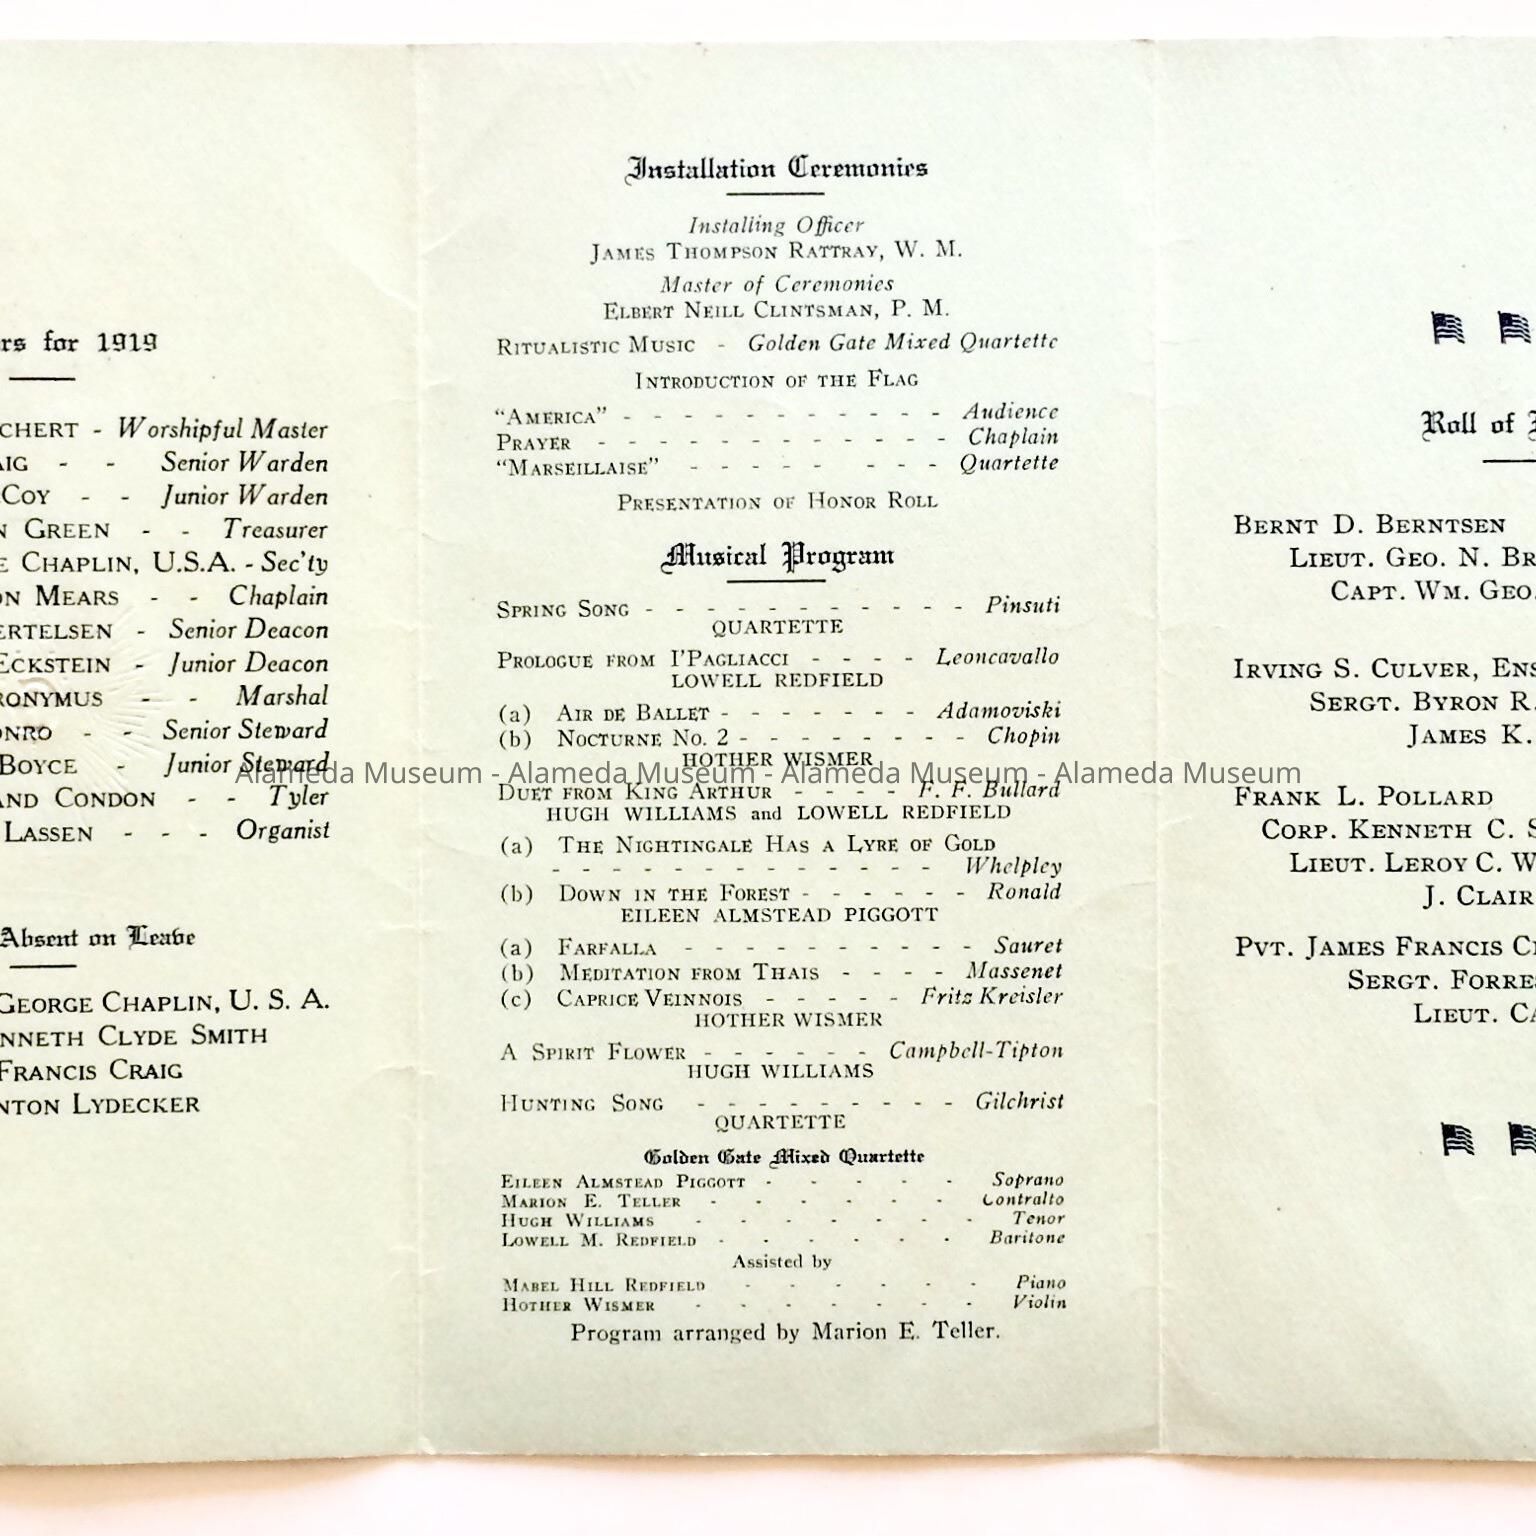 rs for 1919
CHERT - Worshipful Master
AIG - - Senior Warden
COY - - Junior Warden
N GREEN - - Treasurer
E CHAPLIN, U.S.A. - Sec'ty
ON MEARS - - Chaplain
ERTELSEN - Senior Deacon
ECKSTEIN - Junior Deacon
RONYMUS - - Marshal
ONRO - - Senior Steward
BOYCE - Junior Steward
AND CONDON - - Tyler
LASSEN - - - Organist
Absent on Leave
GEORGE CHAPLIN, U. S. A.
NNETH CLYDE SMITH
FRANCIS CRAIG
NTON LYDECKER
Installation Ceremonies
Installing Officer
JAMES THOMPSON RATTRAY, W. M.
Master of Ceremonies
ELBERT NEILL CLINTSMAN, P. M.
RITUALISTIC MUSIC - Golden Gate Mixed Quartette
INTRODUCTION OF THE FLAG
"AMERICA" - - - - - - - - - - - Audience
PRAYER - - - - - - - - - - - - Chaplain
"MARSEILLAISE" - - - - - - - - Quartette
PRESENTATION OF HONOR ROLL
Musical Program
SPRING SONG - - - - - - - - - - - Pinsuti
QUARTETTE
PROLOGUE FROM I'PAGLIACCI - - - - Leoncavallo
LOWELL REDFIELD
(a) AIR DE BALLET - - - - - - - Adamoviski
(b) NOCTURNE NO. 2 - - - - - - - - Chopin
HOTHER WISMER
DUET FROM KING ARTHUR - - - - F. F. Bullard
HUGH WILLIAMS and LOWELL REDFIELD
(a) THE NIGHTINGALE HAS A LYRE OF GOLD
- - - - - - - - - - - - - Whelpley
(b) DOWN IN THE FOREST - - - - - - Ronald
EILEEN ALMSTEAD PIGGOTT
(a) FARFALLA - - - - - - - - - - Sauret
(b) MEDITATION FROM THAIS - - - - Massenet
(c) CAPRICE VEINNOIS - - - - - Fritz Kreisler
HOTHER WISMER
A SPIRIT FLOWER - - - - - - Campbell-Tipton
HUGH WILLIAMS
HUNTING SONG - - - - - - - - - Gilchrist
QUARTETTE
Golden Gate Mixed Quartette
EILEEN ALMSTEAD PIGGOTT - - - - - Soprano
MARION E. TELLER - - - - - - Contralto
HUGH WILLIAMS - - - - - - - Tenor
LOWELL M. REDFIELD - - - - - - Baritone
Assisted by
MABEL HILL REDFIELD - - - - - - Piano
HOTHER WISMER - - - - - - - Violin
Program arranged by Marion E. Teller.
Roll of
BERNT D. BERNTSEN
LIEUT. GEO. N. BR
CAPT. WM. GEO.
IRVING S. CULVER, ENS
SERGT. BYRON R.
JAMES K.
FRANK L. POLLARD
CORP. KENNETH C. S
LIEUT. LEROY C. W
J. CLAIR
PVT. JAMES FRANCIS C
SERGT. FORRES
LIEUT. CA
Alameda Museum - Alameda Museum - Alameda Museum - Alameda Museum